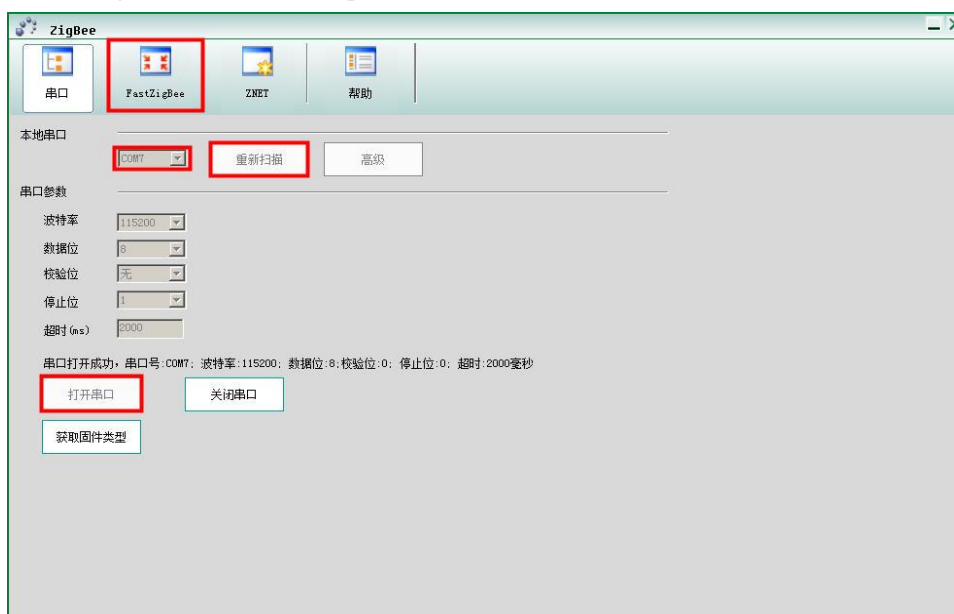 ZigBee
串口 FastZigBee ZNET 帮助
本地串口
COM7 重新扫描 高级
串口参数
波特率 115200
数据位 8
校验位 无
停止位 1
超时(ms) 2000
串口打开成功，串口号:COM7; 波特率:115200; 数据位:8;校验位:0; 停止位:0; 超时:2000毫秒
打开串口 关闭串口
获取固件类型